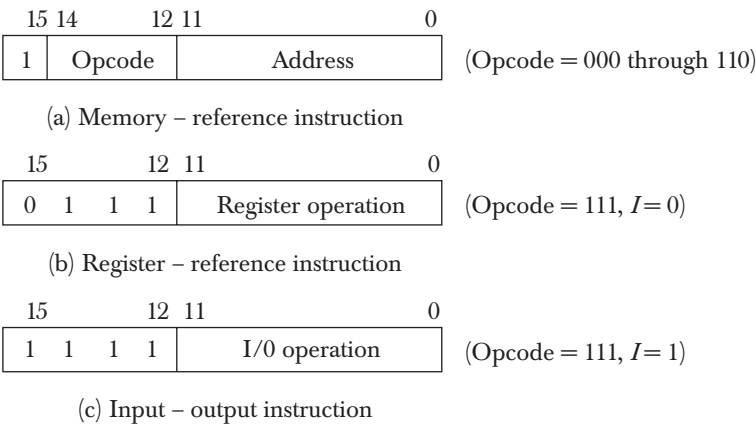 15 14 12 11 0
1 Opcode Address (Opcode = 000 through 110)
(a) Memory – reference instruction
15 12 11 0
0 1 1 1 Register operation (Opcode = 111, I = 0)
(b) Register – reference instruction
15 12 11 0
1 1 1 1 I/0 operation (Opcode = 111, I = 1)
(c) Input – output instruction